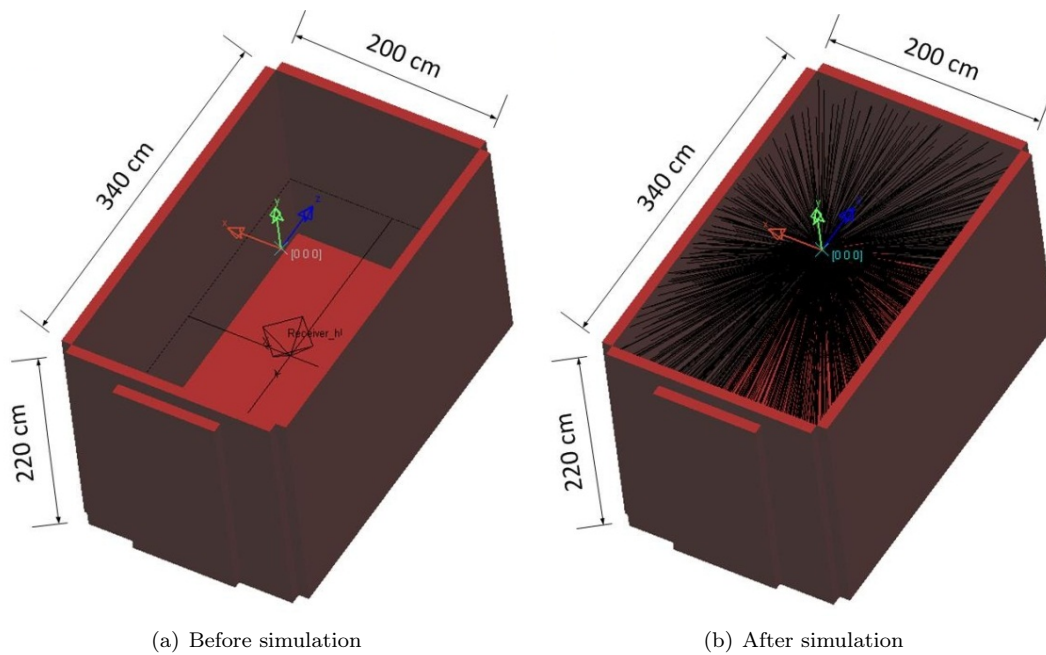 200 cm
340 cm
220 cm
x
y
z
[0 0 0]
(a) Before simulation
200 cm
340 cm
220 cm
x
y
[0 0 0]
(b) After simulation